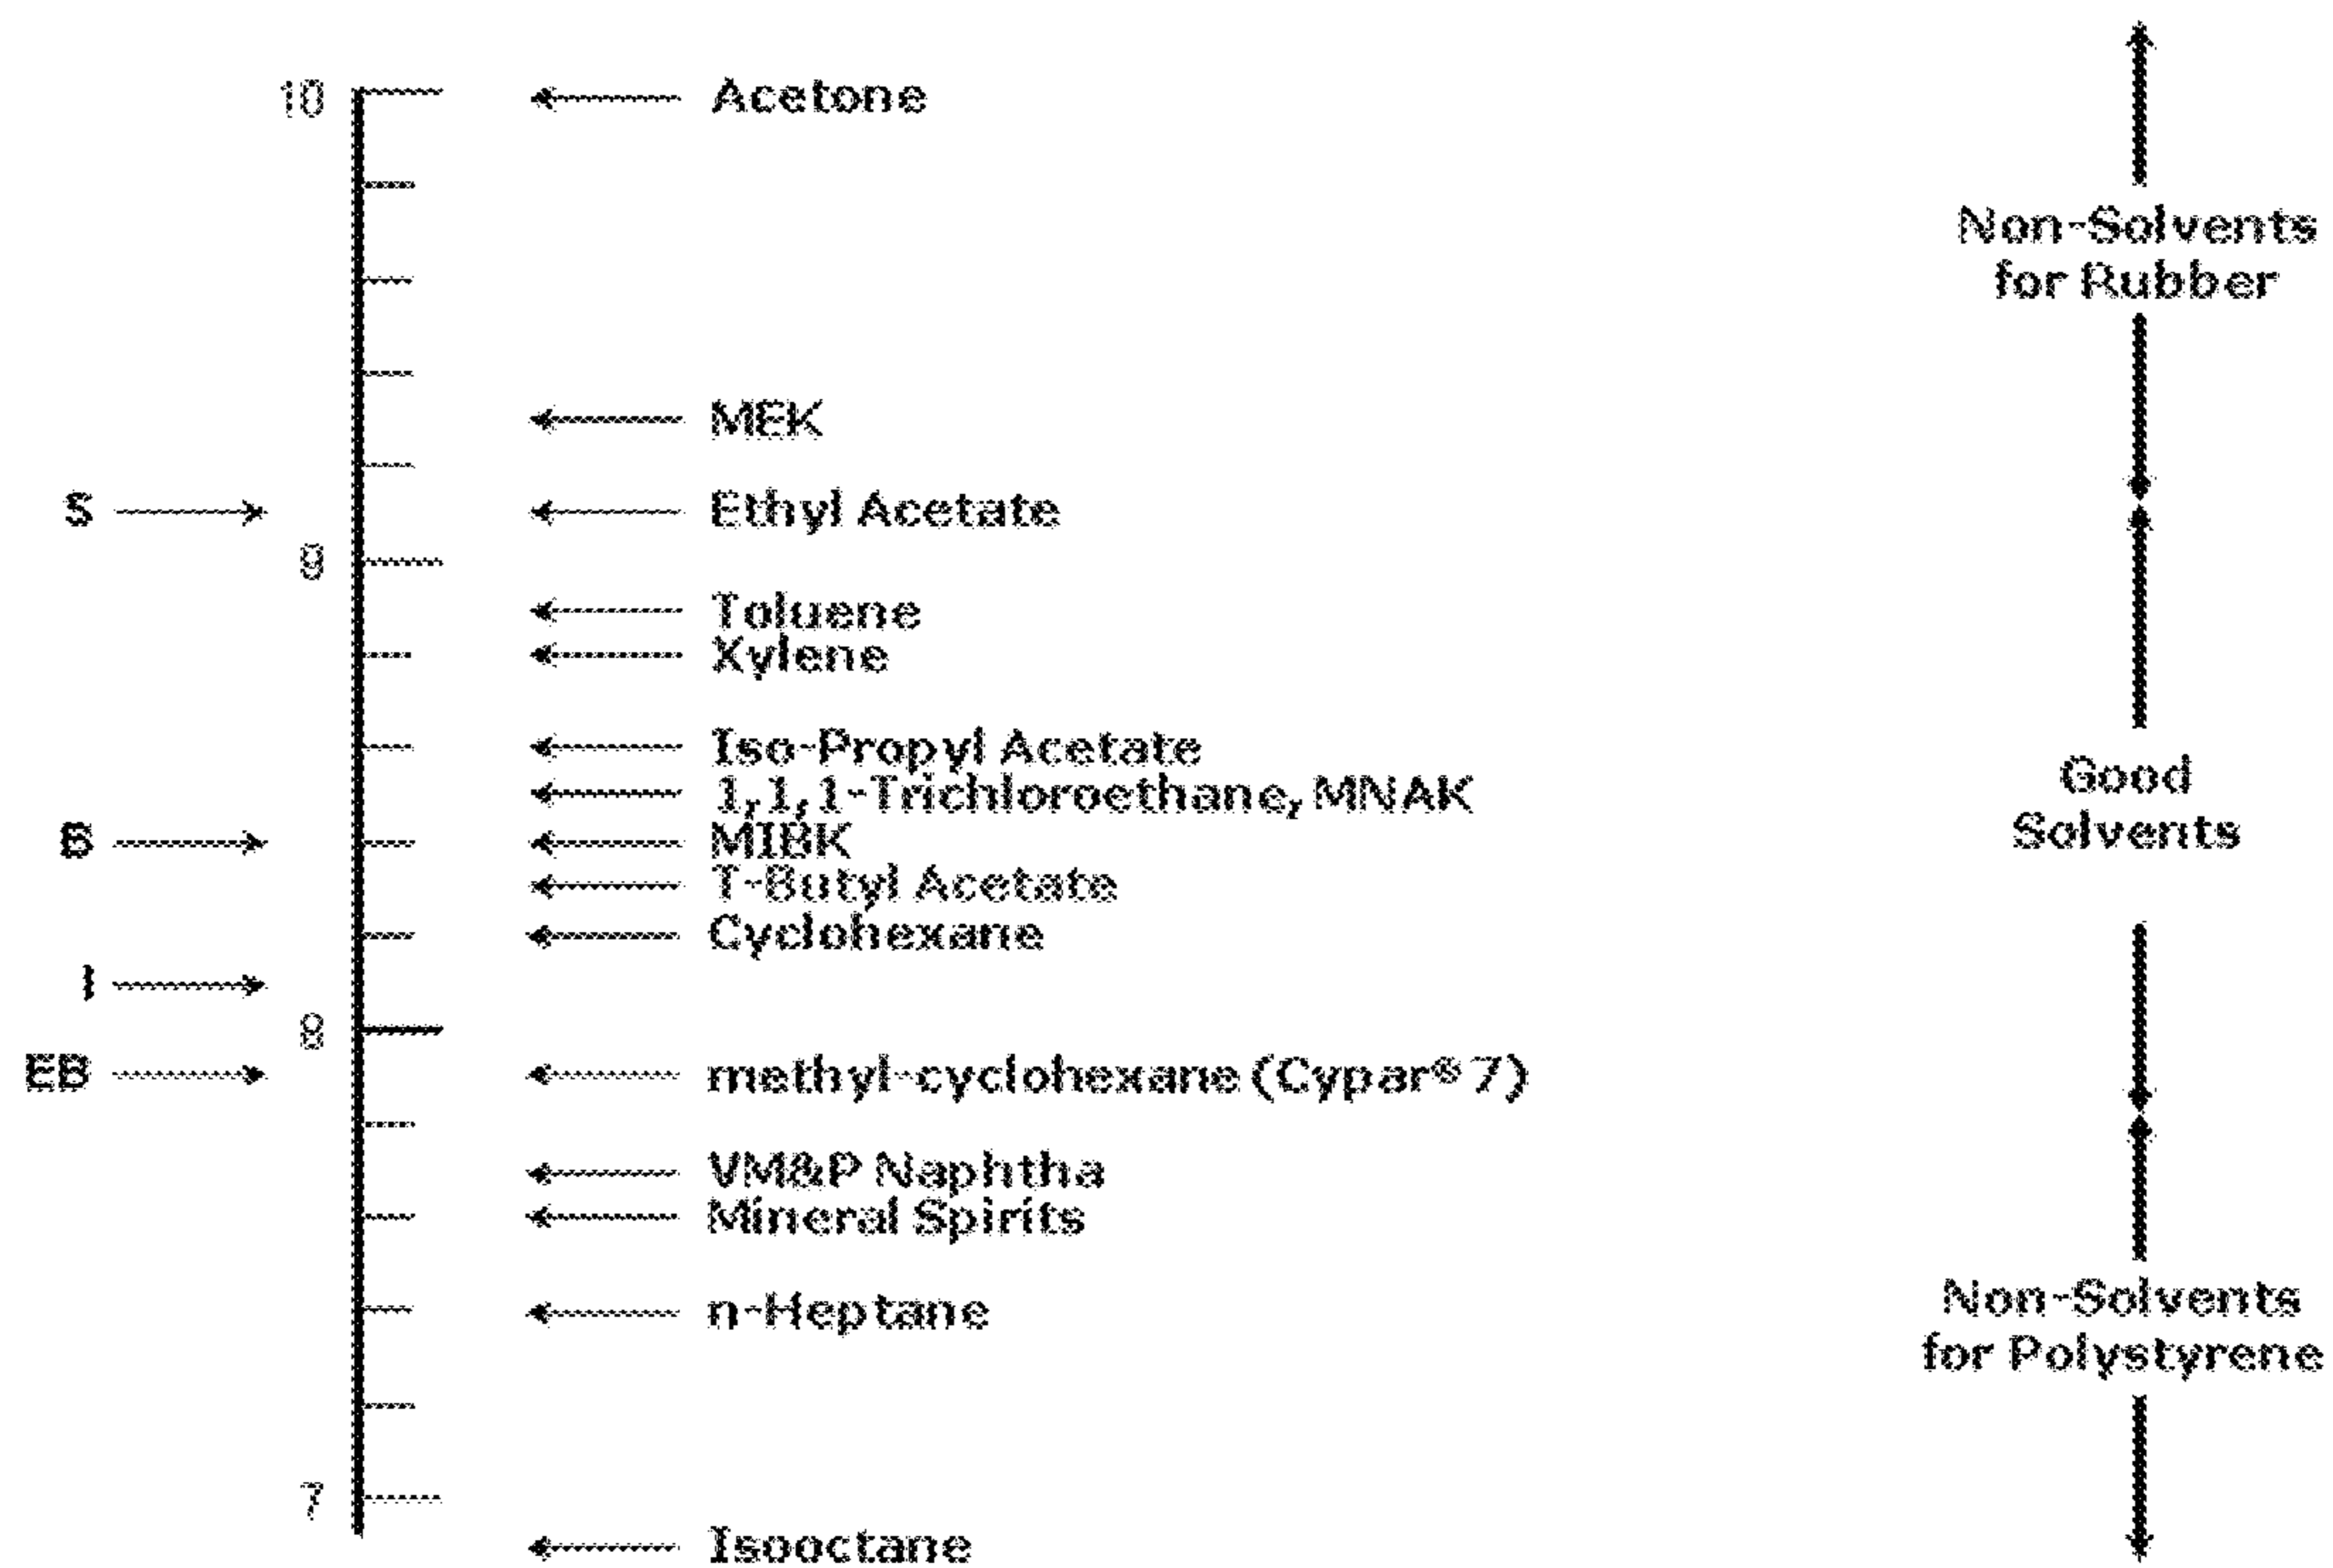 10
Acetone
Non-Solvents
for Rubber
MEK
S
Ethyl Acetate
9
Toluene
Xylene
Iso-Propyl Acetate
Good
Solvents
1,1,1-Trichloroethane, MNAK
B
MIBK
T-Butyl Acetate
Cyclohexane
I
8
EB
methyl-cyclohexane (Cypar® 7)
VM&P Naphtha
Mineral Spirits
n-Heptane
Non-Solvents
for Polystyrene
7
Isooctane